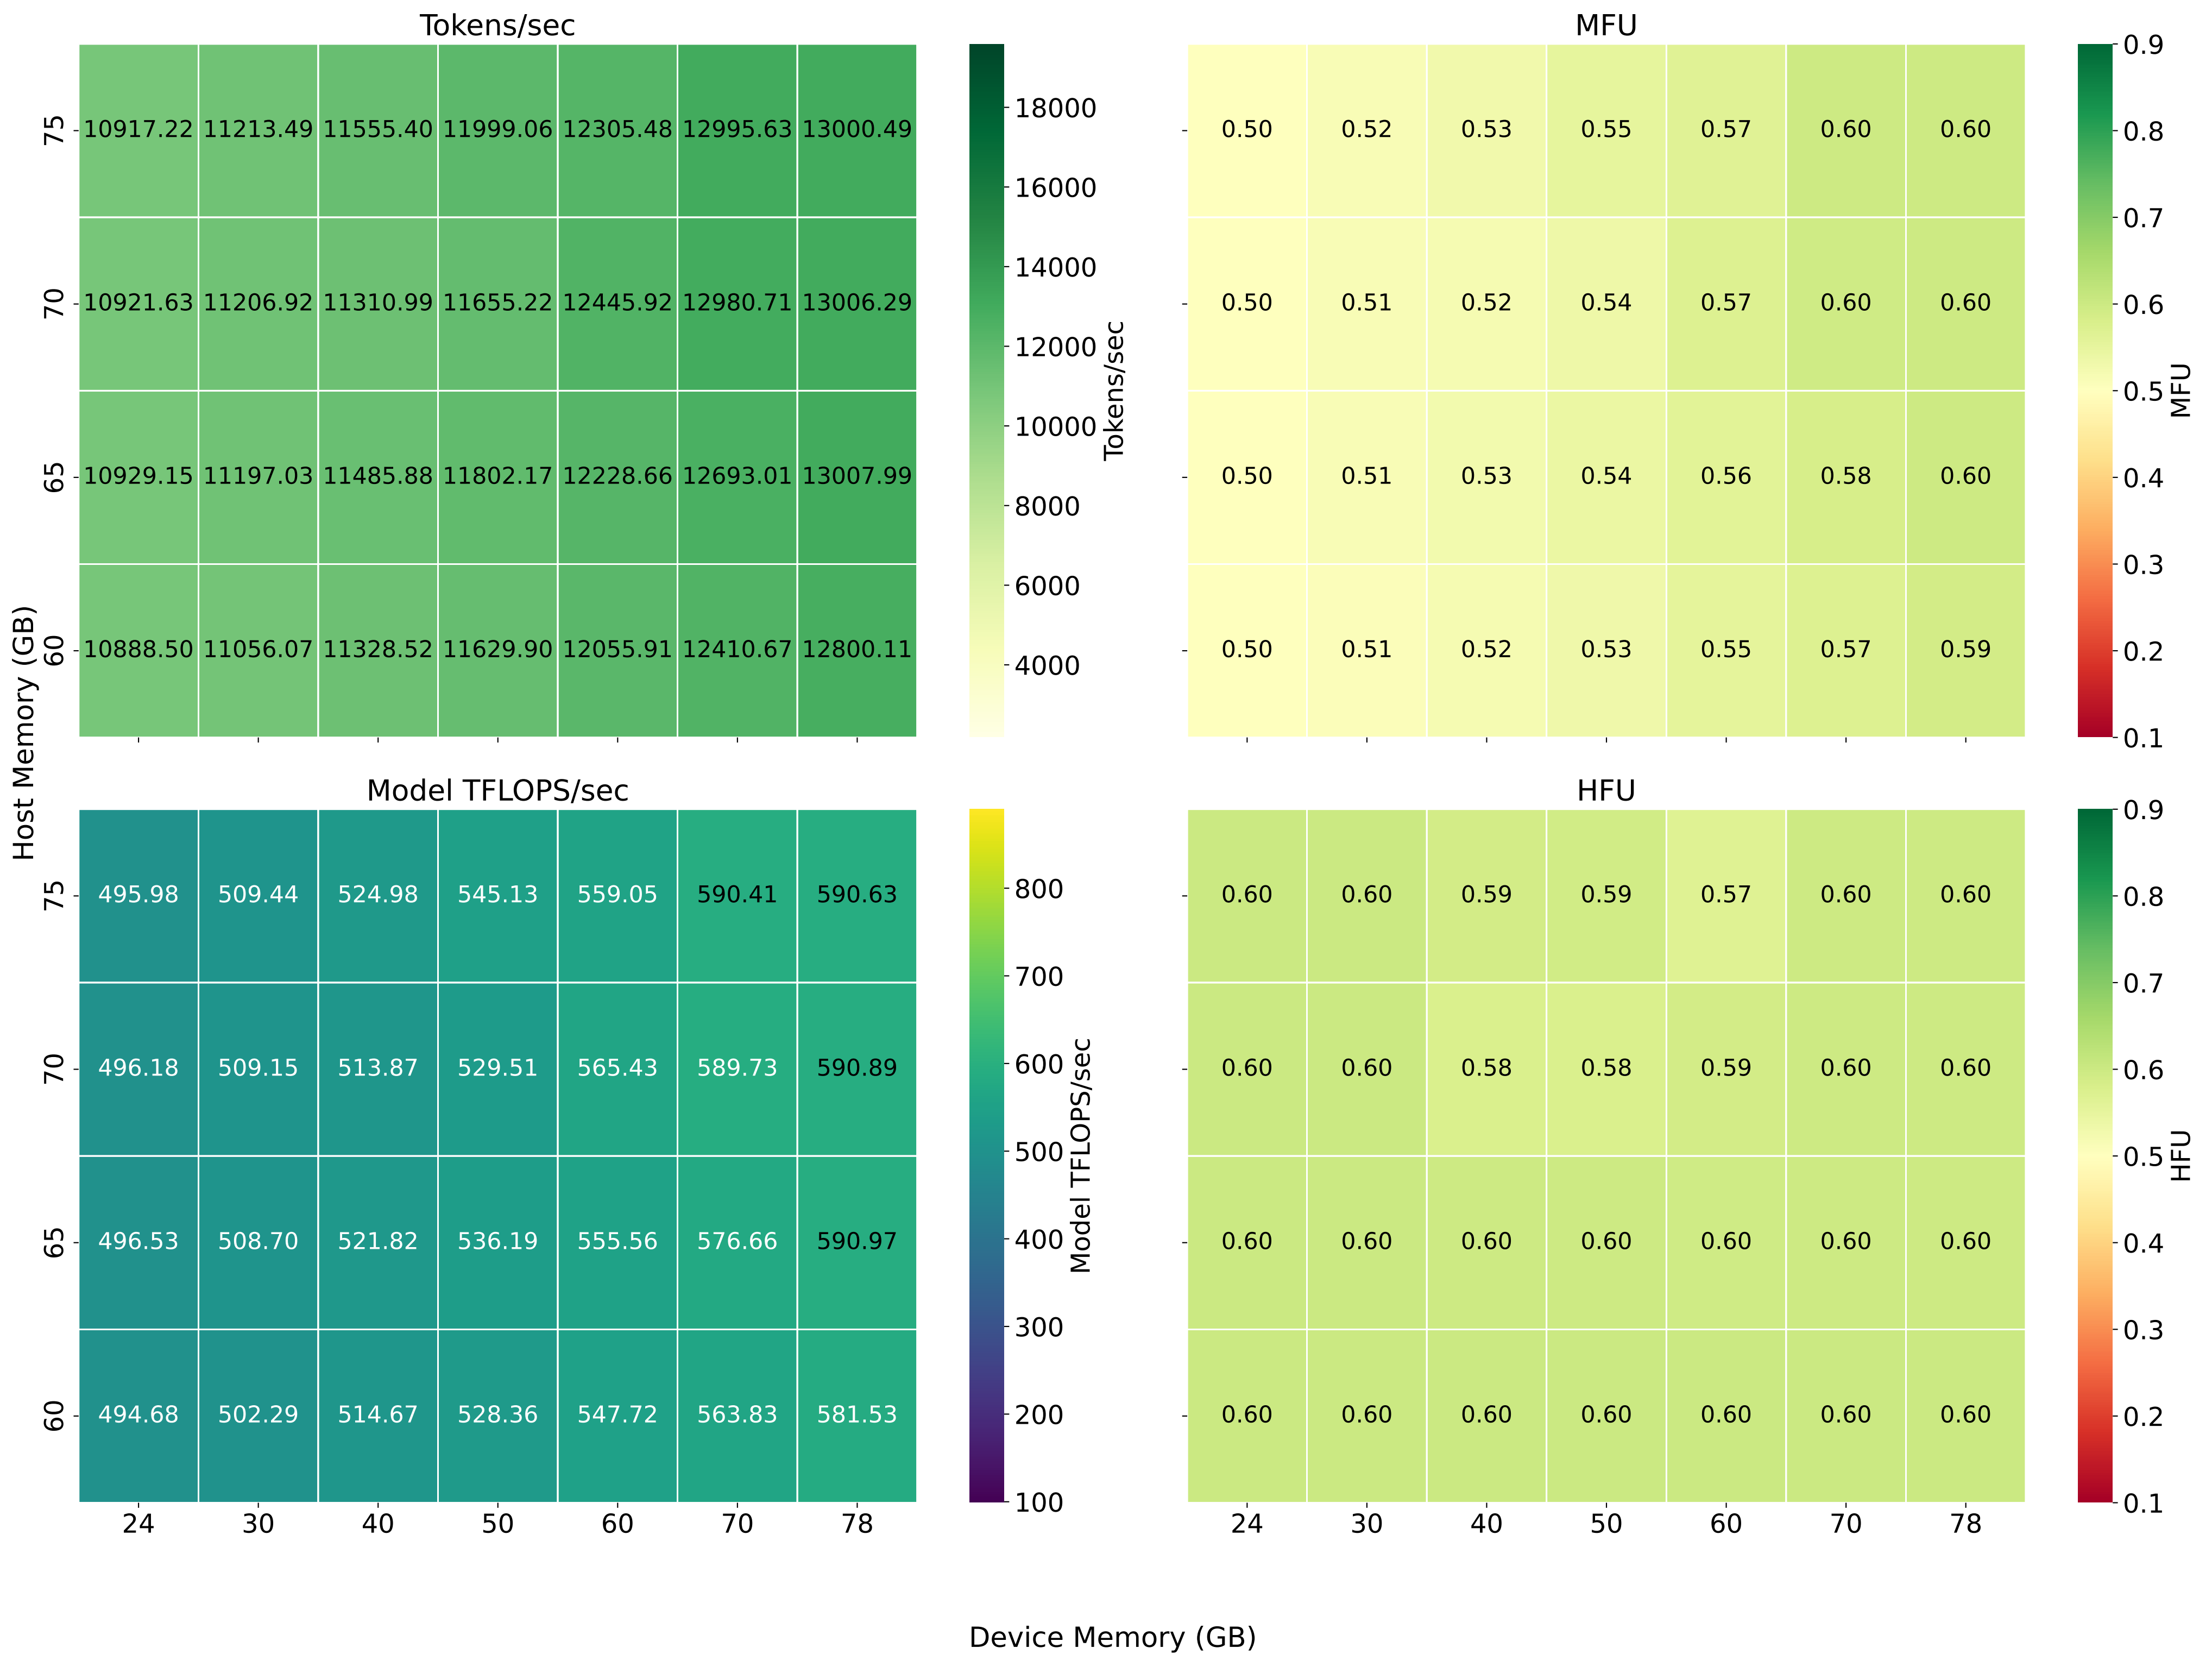 Tokens/sec
75 10917.22 11213.49 11555.40 11999.06 12305.48 12995.63 13000.49
70 10921.63 11206.92 11310.99 11655.22 12445.92 12980.71 13006.29
65 10929.15 11197.03 11485.88 11802.17 12228.66 12693.01 13007.99
60 10888.50 11056.07 11328.52 11629.90 12055.91 12410.67 12800.11
18000
16000
14000
12000
10000
8000
6000
4000
Tokens/sec
MFU
0.50 0.52 0.53 0.55 0.57 0.60 0.60
0.50 0.51 0.52 0.54 0.57 0.60 0.60
0.50 0.51 0.53 0.54 0.56 0.58 0.60
0.50 0.51 0.52 0.53 0.55 0.57 0.59
0.9
0.8
0.7
0.6
0.5
0.4
0.3
0.2
0.1
MFU
Host Memory (GB)
Model TFLOPS/sec
75 495.98 509.44 524.98 545.13 559.05 590.41 590.63
70 496.18 509.15 513.87 529.51 565.43 589.73 590.89
65 496.53 508.70 521.82 536.19 555.56 576.66 590.97
60 494.68 502.29 514.67 528.36 547.72 563.83 581.53
24 30 40 50 60 70 78
800
700
600
500
400
300
200
100
Model TFLOPS/sec
HFU
0.60 0.60 0.59 0.59 0.57 0.60 0.60
0.60 0.60 0.58 0.58 0.59 0.60 0.60
0.60 0.60 0.60 0.60 0.60 0.60 0.60
0.60 0.60 0.60 0.60 0.60 0.60 0.60
24 30 40 50 60 70 78
0.9
0.8
0.7
0.6
0.5
0.4
0.3
0.2
0.1
HFU
Device Memory (GB)